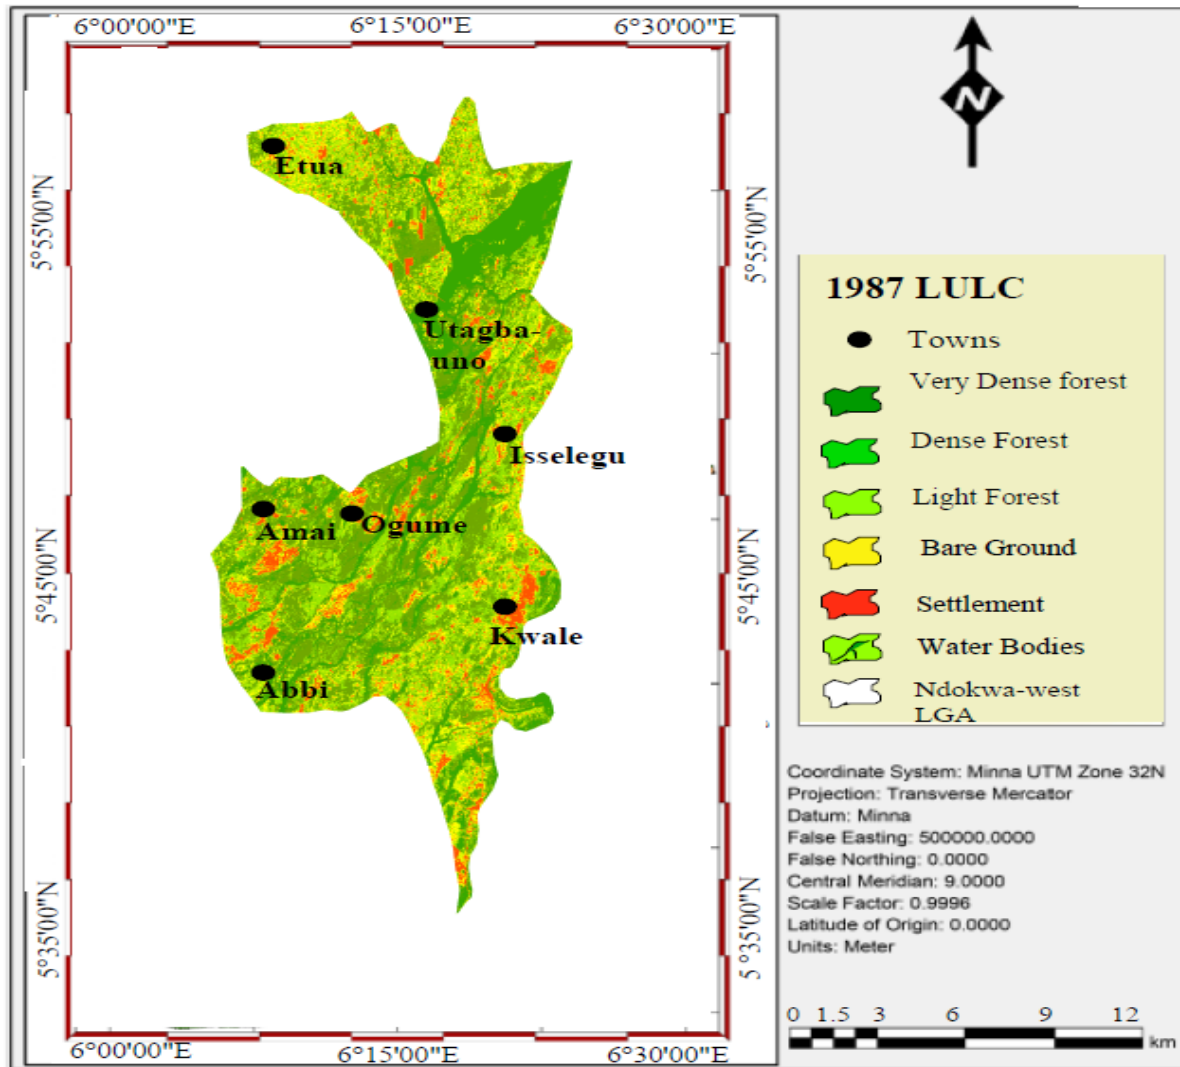 6°00'00"E 6°15'00"E 6°30'00"E
N
Etua
5°55'00"N
5°55'00"N
1987 LULC
Towns
Utagba-
uno
Very Dense forest
Dense Forest
Isselegu
Light Forest
Amai
Ogume
Bare Ground
5°45'00"N
5°45'00"N
Settlement
Kwale
Water Bodies
Abbi
Ndokwa-west
LGA
Coordinate System: Minna UTM Zone 32N
Projection: Transverse Mercator
Datum: Minna
False Easting: 500000.0000
False Northing: 0.0000
Central Meridian: 9.0000
Scale Factor: 0.9996
Latitude of Origin: 0.0000
Units: Meter
5°35'00"N
5°35'00"N
0 1.5 3 6 9 12
km
6°00'00"E 6°15'00"E 6°30'00"E